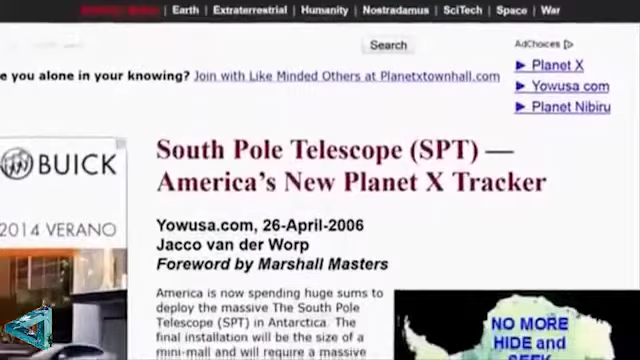 Earth | Extraterrestrial | Humanity | Nostradamus | SciTech | Space | War
Search
AdChoices
e you alone in your knowing? Join with Like Minded Others at Planetxtownhall.com
► Planet X
► Yowusa com
► Planet Nibiru
South Pole Telescope (SPT) —
America's New Planet X Tracker
BUICK
2014 VERANO
Yowusa.com, 26-April-2006
Jacco van der Worp
Foreword by Marshall Masters
America is now spending huge sums to
deploy the massive The South Pole
Telescope (SPT) in Antarctica. The
final installation will be the size of a
mini-mall and will require a massive
NO MORE
HIDE and